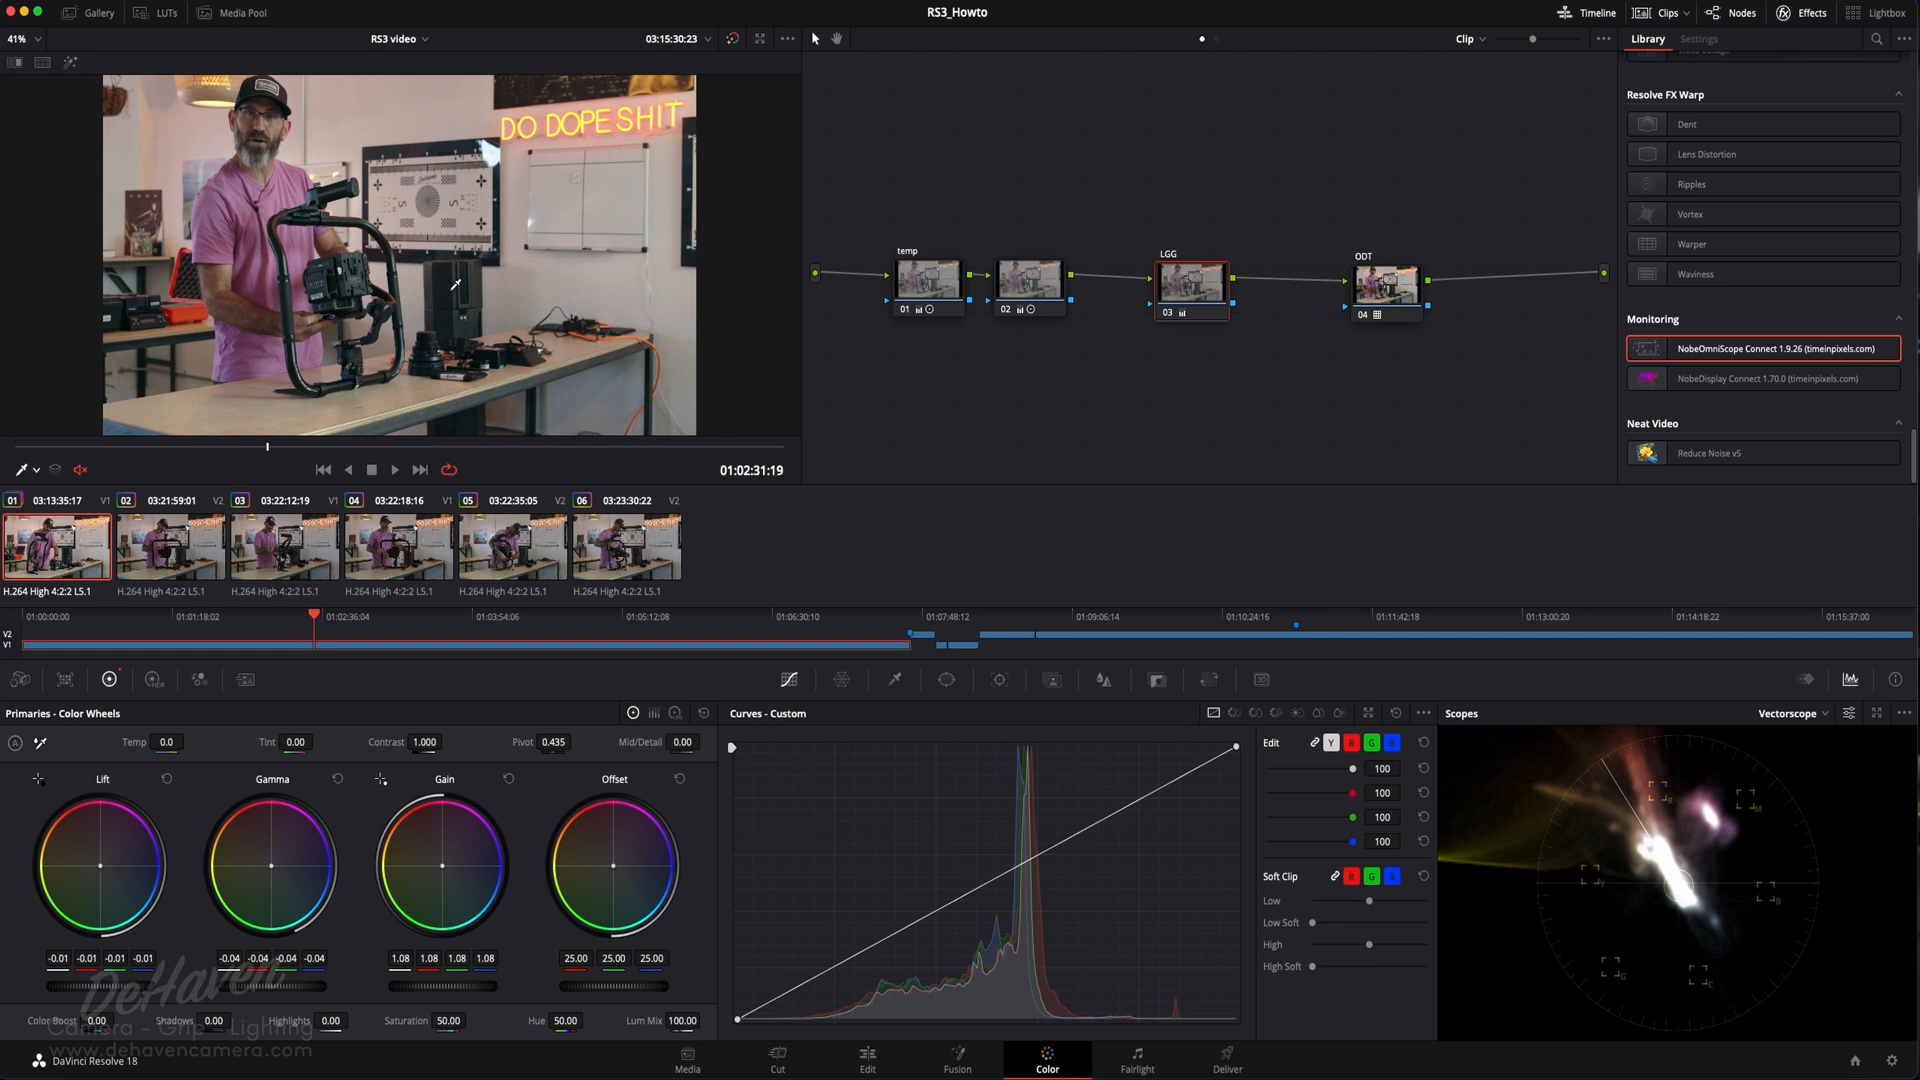 Gallery LUTs Media Pool RS3_Howto Timeline Clips Nodes Effects Lightbox
41% RS3 video 03:15:30:23 Clip Library Settings
DO DOPE SHIT
Resolve FX Warp
Dent
Lens Distortion
Ripples
Vortex
Warper
Waviness
temp LGG ODT
01 02 03 04
Monitoring
NobeOmniScope Connect 1.9.26 (timeinpixels.com)
NobeDisplay Connect 1.70.0 (timeinpixels.com)
Neat Video
Reduce Noise v5
01:02:31:19
01 03:13:35:17 V1 02 03:21:59:01 V2 03 03:22:12:19 V1 04 03:22:18:16 V1 05 03:22:35:05 V2 06 03:23:30:22 V2
H.264 High 4:2:2 L5.1 H.264 High 4:2:2 L5.1 H.264 High 4:2:2 L5.1 H.264 High 4:2:2 L5.1 H.264 High 4:2:2 L5.1 H.264 High 4:2:2 L5.1
01:00:00:00 01:01:18:02 01:02:36:04 01:03:54:06 01:05:12:08 01:06:30:10 01:07:48:12 01:09:06:14 01:10:24:16 01:11:42:18 01:13:00:20 01:14:18:22 01:15:37:00
V2
V1
Primaries - Color Wheels Curves - Custom Scopes Vectorscope
Temp 0.0 Tint 0.00 Contrast 1.000 Pivot 0.435 Mid/Detail 0.00
Lift Gamma Gain Offset
-0.01 -0.01 -0.01 -0.01 -0.04 -0.04 -0.04 -0.04 1.08 1.08 1.08 1.08 25.00 25.00 25.00
Color Boost 0.00 Shadows 0.00 Highlights 0.00 Saturation 50.00 Hue 50.00 Lum Mix 100.00
Edit Y R G B
100
100
100
100
Soft Clip R G B
Low
Low Soft
High
High Soft
R M B C G Y
DeHaven
Camera - Grip - Lighting
www.dehavencamera.com
DaVinci Resolve 18 Media Cut Edit Fusion Color Fairlight Deliver